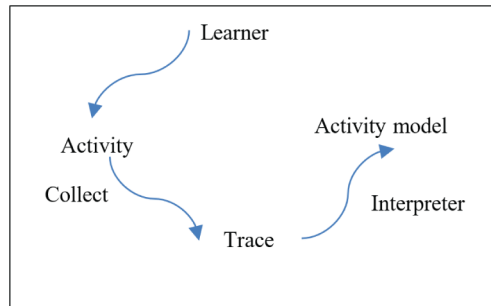 Learner
Activity model
Activity
Collect
Interpreter
Trace